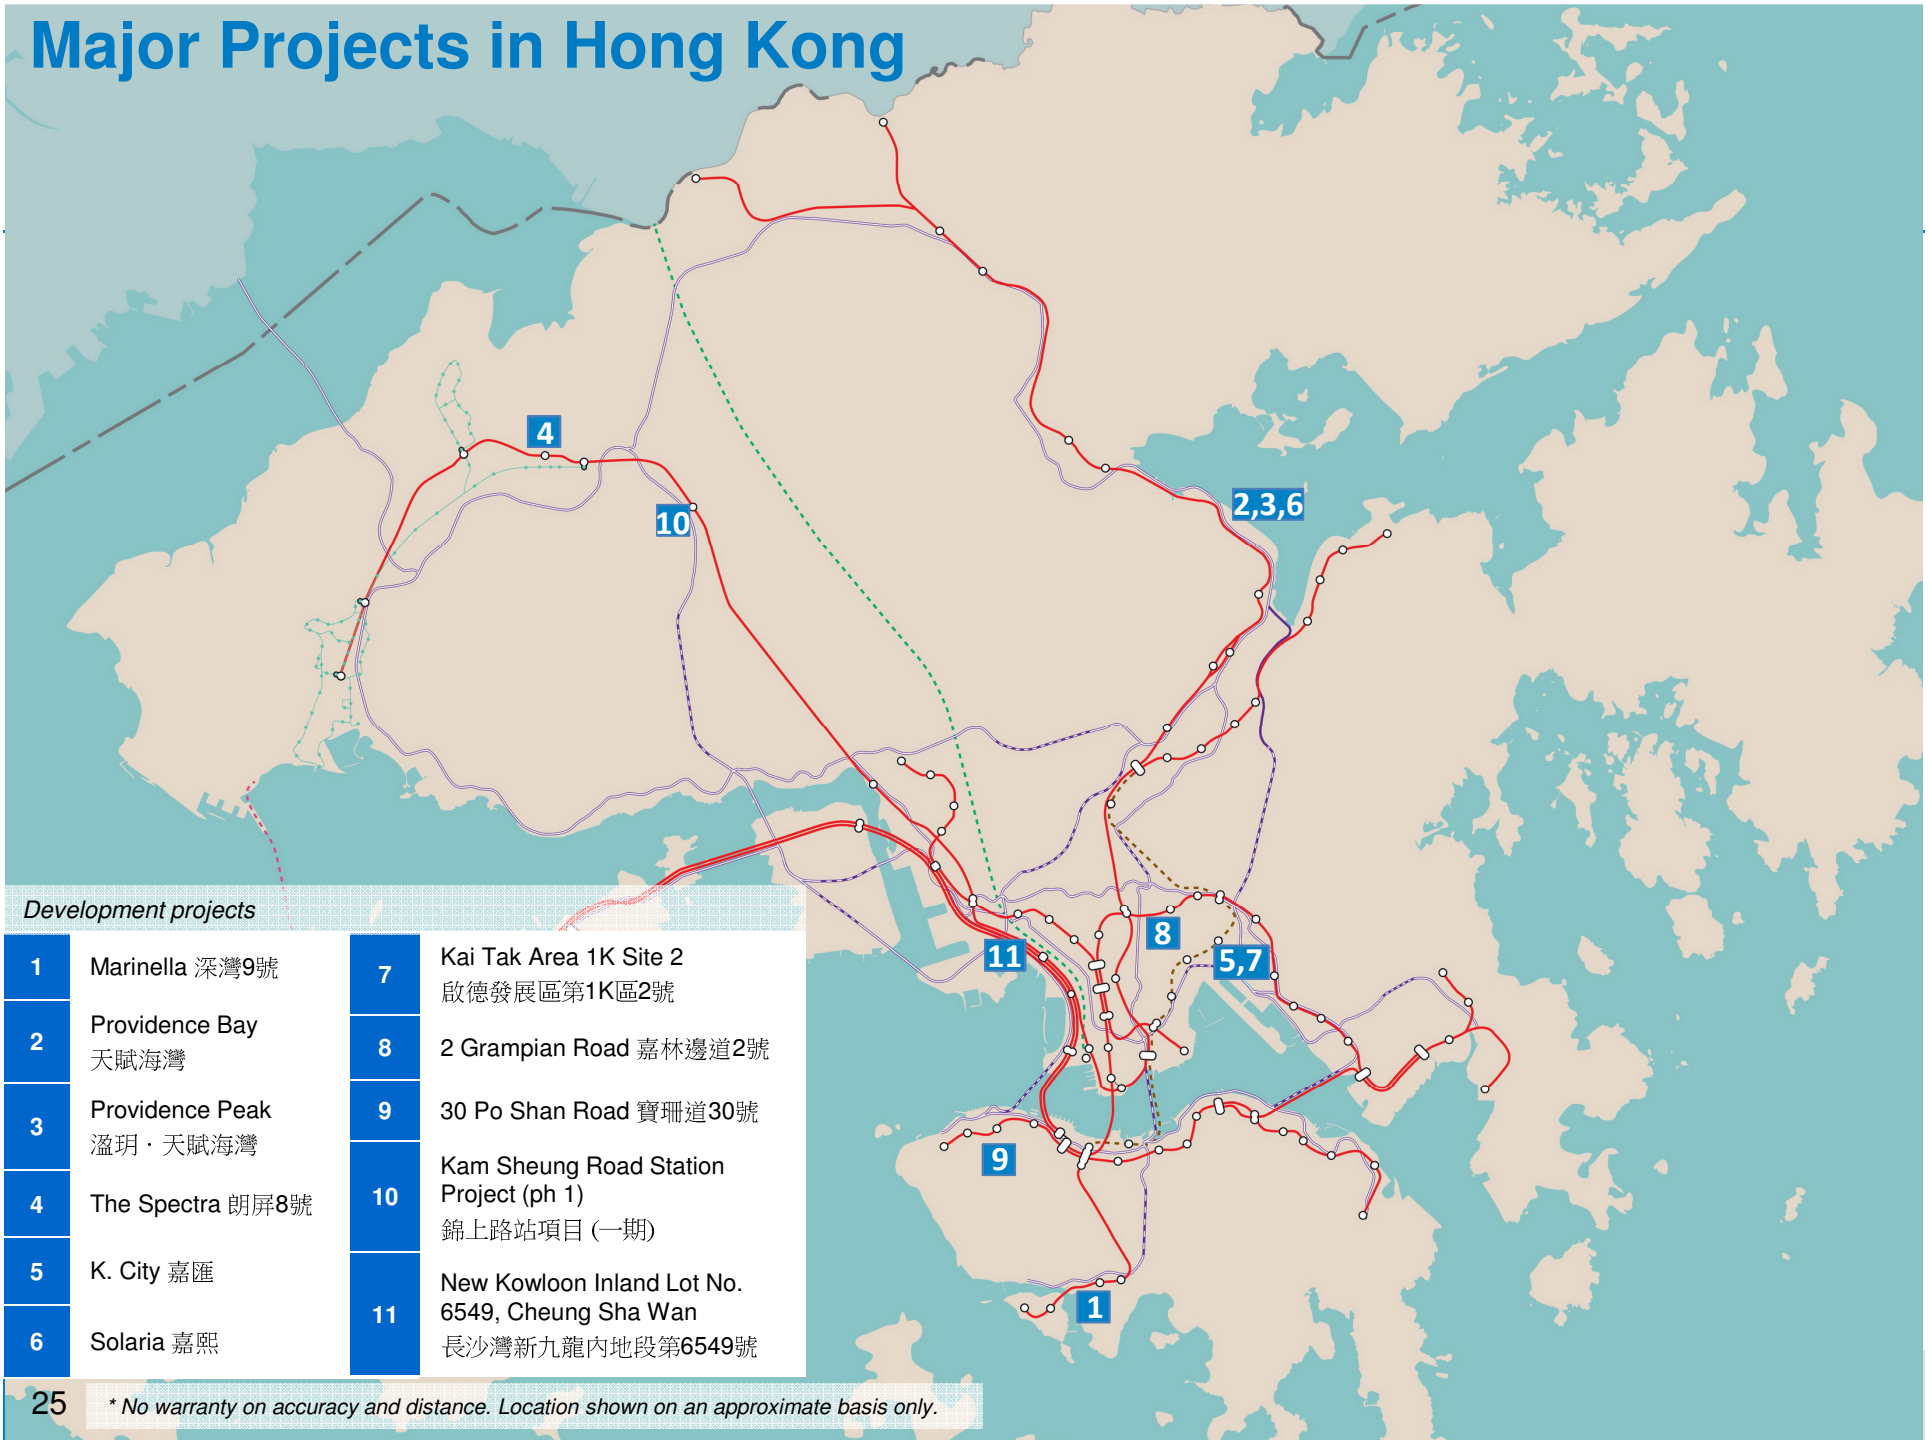 Major Projects in Hong Kong
4
10
2,3,6
8
5,7
11
9
1
Development projects
1
Marinella 深灣9號
2
Providence Bay
天賦海灣
3
Providence Peak
溋玥．天賦海灣
4
The Spectra 朗屏8號
5
K. City 嘉匯
6
Solaria 嘉熙
7
Kai Tak Area 1K Site 2
啟德發展區第1K區2號
8
2 Grampian Road 嘉林邊道2號
9
30 Po Shan Road 寶珊道30號
10
Kam Sheung Road Station
Project (ph 1)
錦上路站項目 (一期)
11
New Kowloon Inland Lot No.
6549, Cheung Sha Wan
長沙灣新九龍內地段第6549號
25
* No warranty on accuracy and distance. Location shown on an approximate basis only.